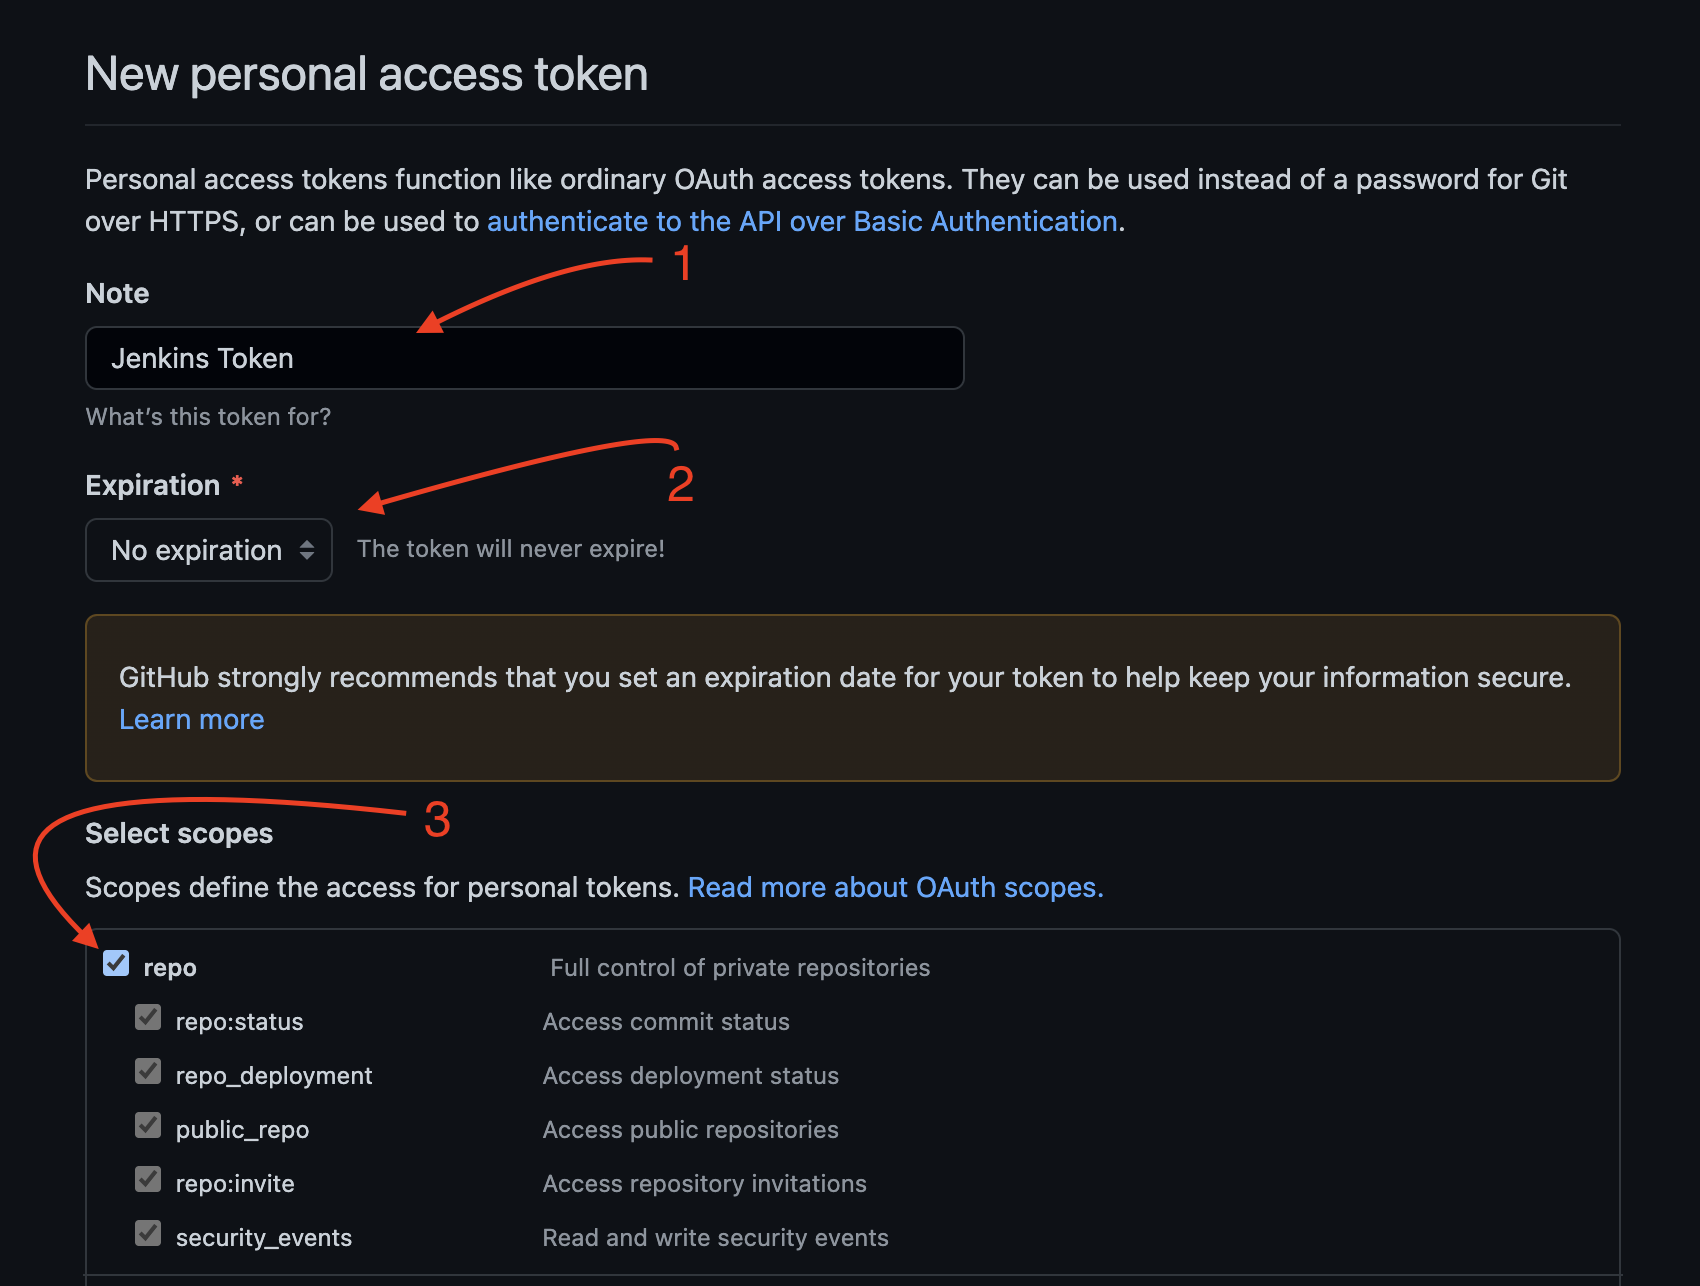 New personal access token
Personal access tokens function like ordinary OAuth access tokens. They can be used instead of a password for Git
over HTTPS, or can be used to authenticate to the API over Basic Authentication.
1
Note
Jenkins Token
What's this token for?
2
Expiration *
No expiration The token will never expire!
GitHub strongly recommends that you set an expiration date for your token to help keep your information secure.
Learn more
3
Select scopes
Scopes define the access for personal tokens. Read more about OAuth scopes.
repo Full control of private repositories
repo:status Access commit status
repo_deployment Access deployment status
public_repo Access public repositories
repo:invite Access repository invitations
security_events Read and write security events